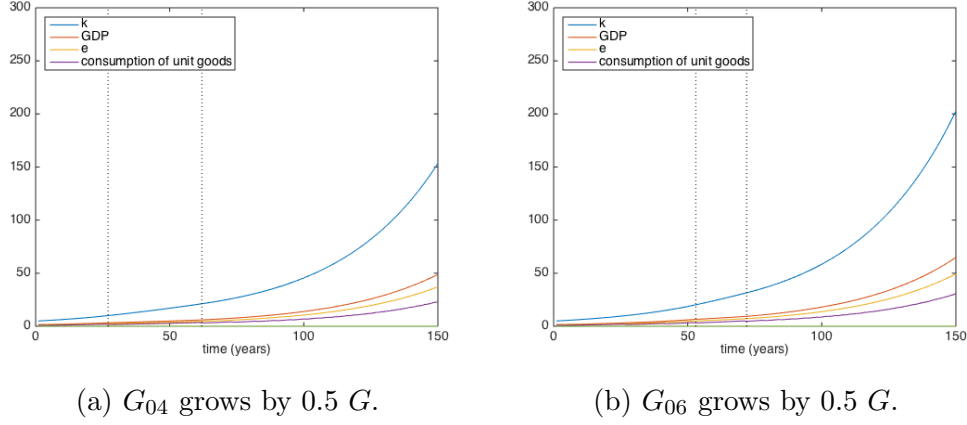 300
250
200
150
100
50
0
k
GDP
e
consumption of unit goods
0 50 100 150
time (years)
(a) G04 grows by 0.5 G.
300
250
200
150
100
50
0
k
GDP
e
consumption of unit goods
0 50 100 150
time (years)
(b) G06 grows by 0.5 G.